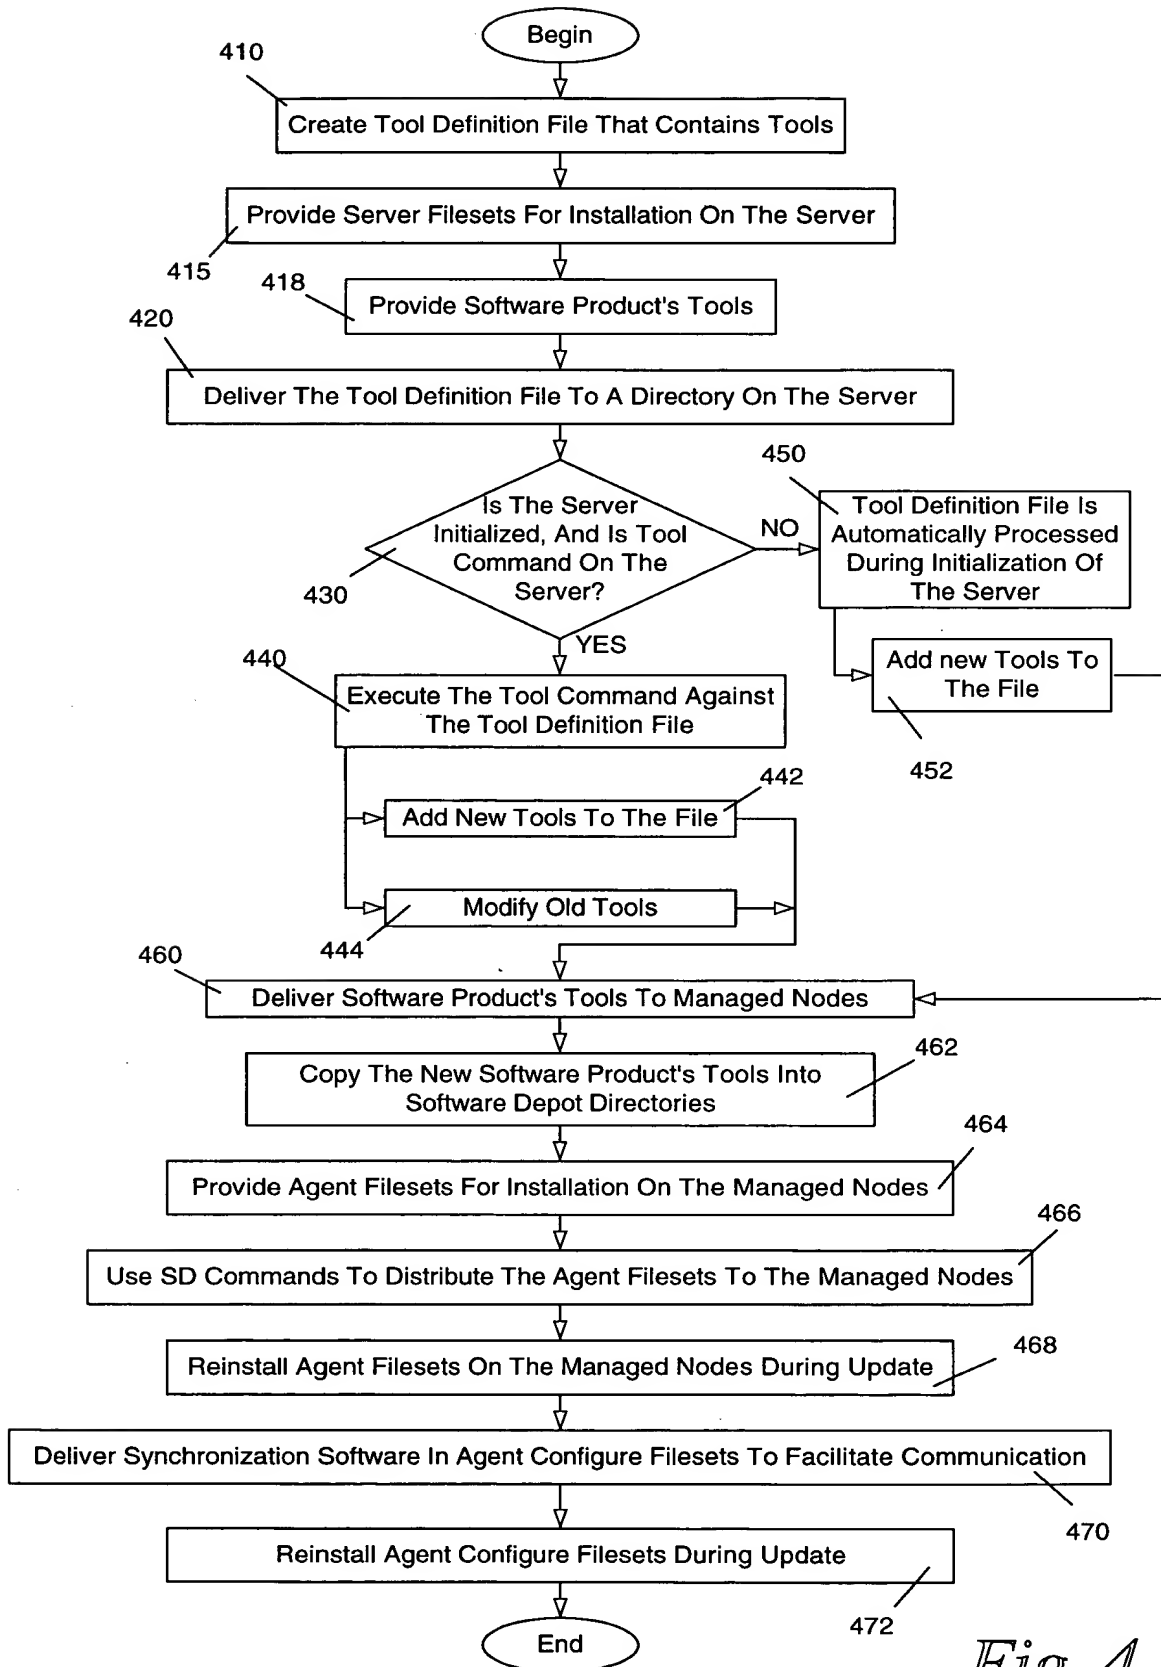 Begin
410
Create Tool Definition File That Contains Tools
Provide Server Filesets For Installation On The Server
415
418
Provide Software Product's Tools
420
Deliver The Tool Definition File To A Directory On The Server
Is The Server
Initialized, And Is Tool
Command On The
Server?
430
NO
450
Tool Definition File Is
Automatically Processed
During Initialization Of
The Server
YES
Add new Tools To
The File
452
440
Execute The Tool Command Against
The Tool Definition File
442
Add New Tools To The File
Modify Old Tools
444
460
Deliver Software Product's Tools To Managed Nodes
462
Copy The New Software Product's Tools Into
Software Depot Directories
464
Provide Agent Filesets For Installation On The Managed Nodes
466
Use SD Commands To Distribute The Agent Filesets To The Managed Nodes
468
Reinstall Agent Filesets On The Managed Nodes During Update
Deliver Synchronization Software In Agent Configure Filesets To Facilitate Communication
470
Reinstall Agent Configure Filesets During Update
472
End
Fig. 4